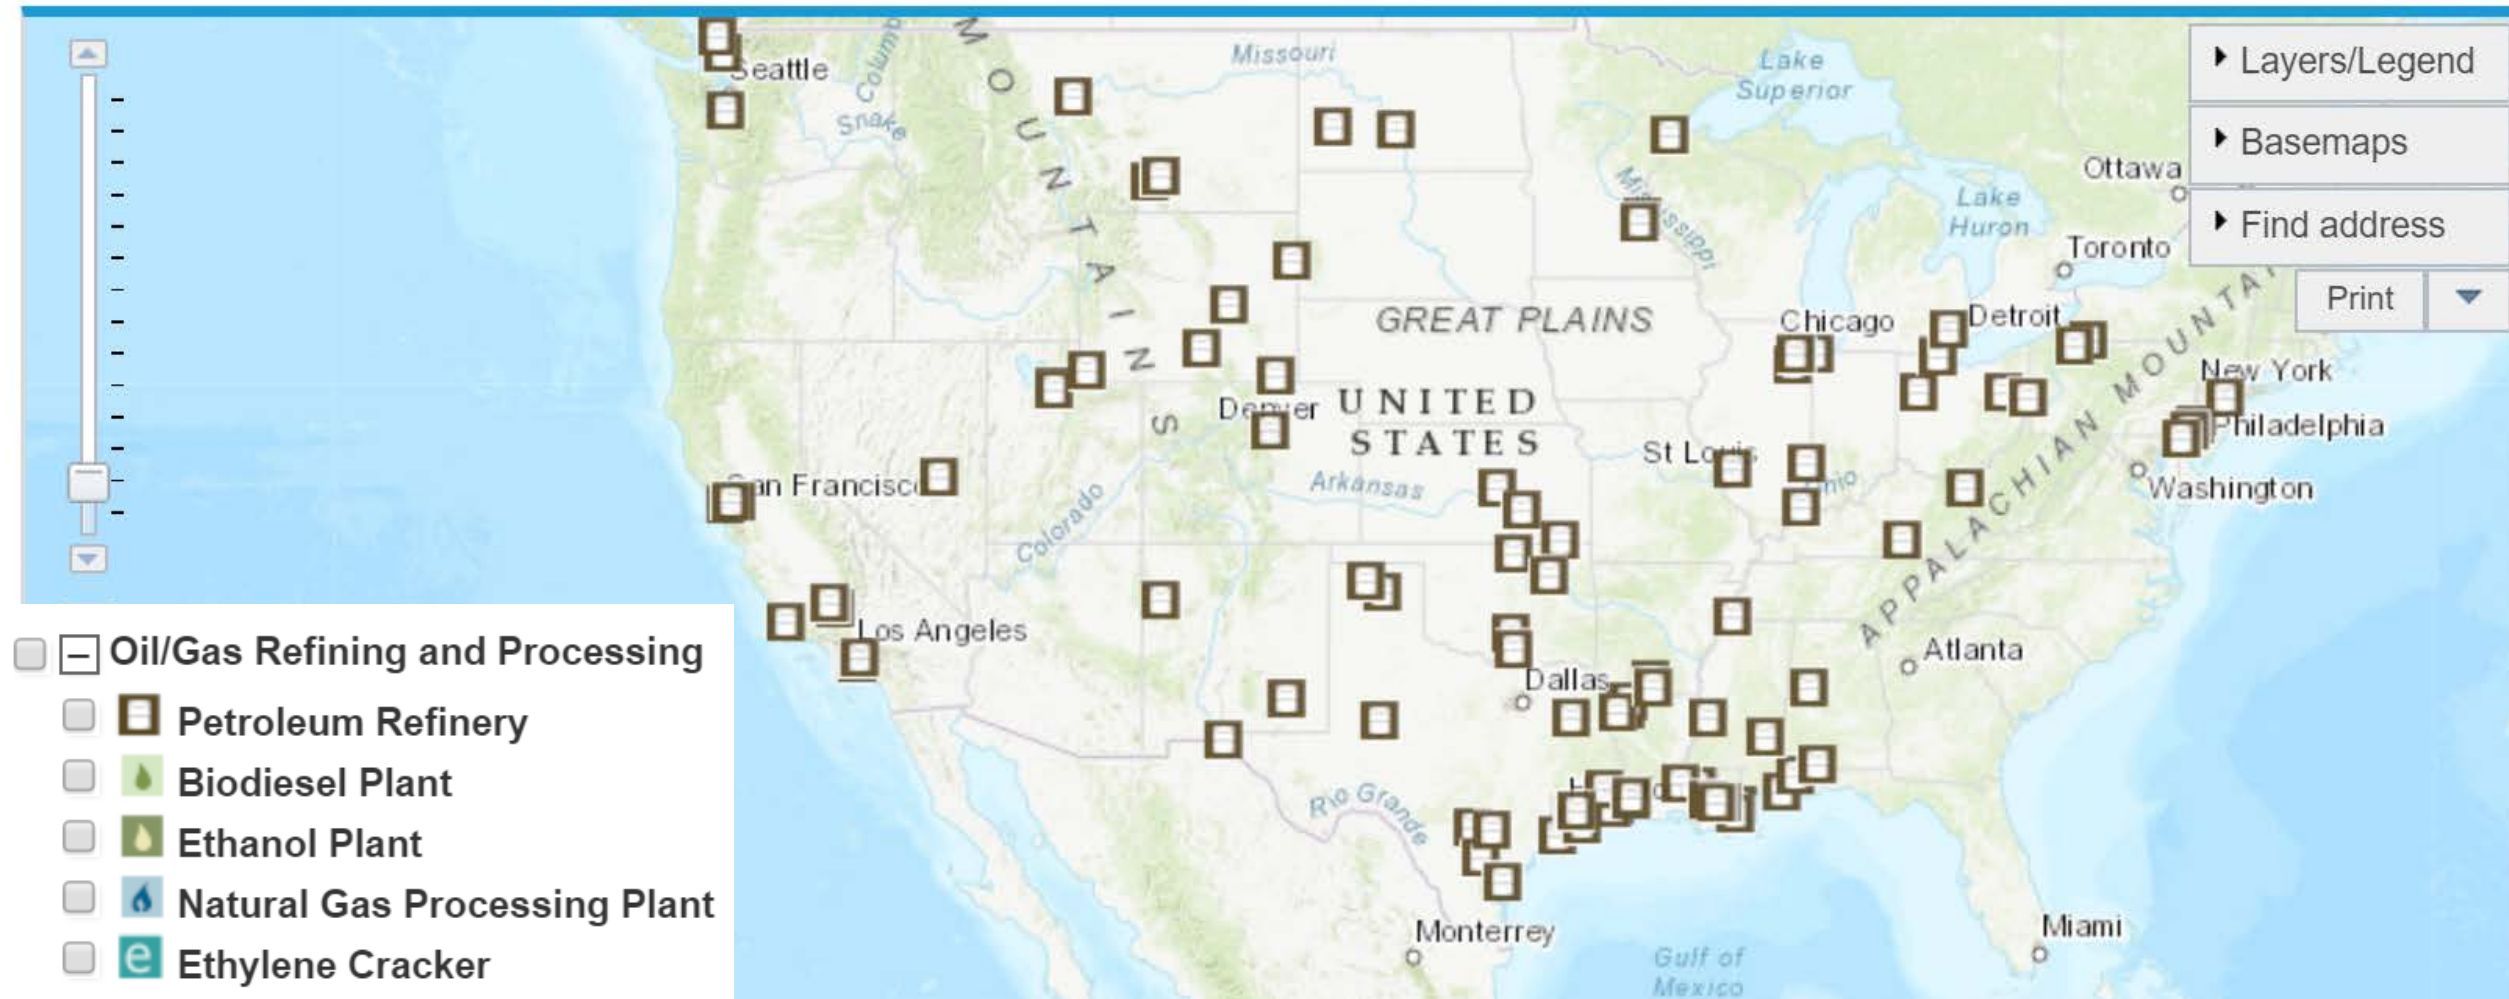 Layers/Legend
Basemaps
Find address
Print
Missouri
Lake
Superior
Seattle
Columb
Snake
MOUNTAINS
Mississippi
Ottawa
Lake
Huron
Toronto
GREAT PLAINS
Chicago
Detroit
New York
Denver
UNITED
STATES
Philadelphia
St Louis
San Francisco
Arkansas
Ohio
Washington
Colorado
APPALACHIAN MOUNTAI
Los Angeles
Atlanta
Dallas
Rio Grande
Monterrey
Miami
Gulf of
Mexico
Oil/Gas Refining and Processing
Petroleum Refinery
Biodiesel Plant
Ethanol Plant
Natural Gas Processing Plant
e Ethylene Cracker